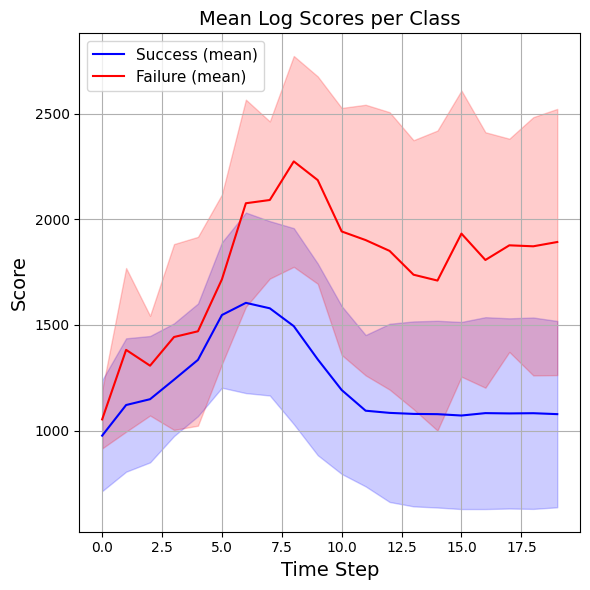 Mean Log Scores per Class
Success (mean)
Failure (mean)
Score
2500
2000
1500
1000
0.0 2.5 5.0 7.5 10.0 12.5 15.0 17.5
Time Step